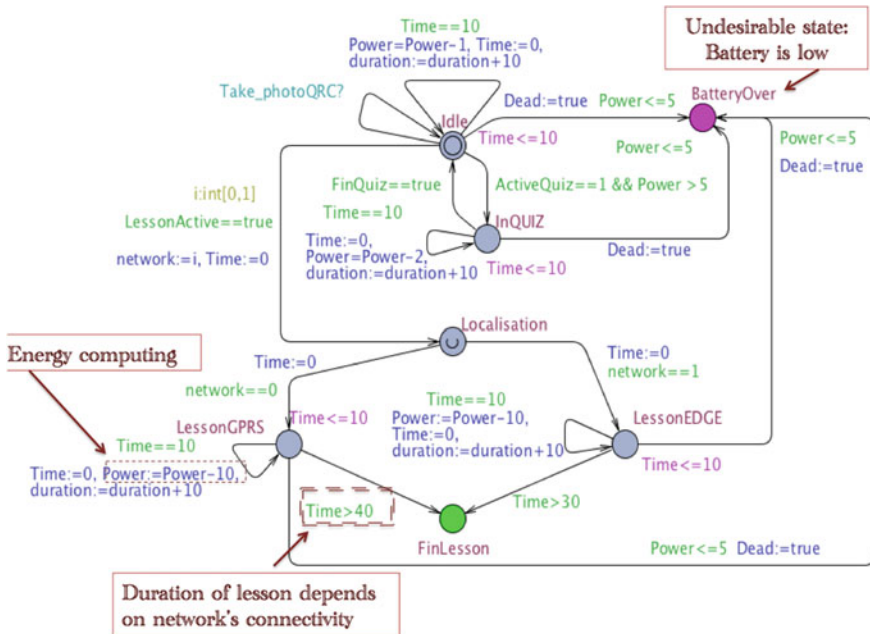 Time==10
Power=Power-1, Time:=0,
duration:=duration+10
Undesirable state:
Battery is low
Take_photoQRC?
Idle
Dead:=true
Power<=5
BatteryOver
Time<=10
Power<=5
Power<=5
Dead:=true
i:int[0,1]
LessonActive==true
network:=i, Time:=0
FinQuiz==true
ActiveQuiz==1 && Power >5
Time==10
InQUIZ
Time:=0,
Power=Power-2,
duration:=duration+10
Time<=10
Dead:=true
Localisation
Energy computing
Time:=0
network==0
Time:=0
network==1
LessonGPRS
Time<=10
Time==10
Power:=Power-10,
Time:=0,
duration:=duration+10
LessonEDGE
Time<=10
Time==10
Time:=0, Power:=Power-10,
duration:=duration+10
Time>40
Time>30
FinLesson
Power<=5 Dead:=true
Duration of lesson depends
on network's connectivity